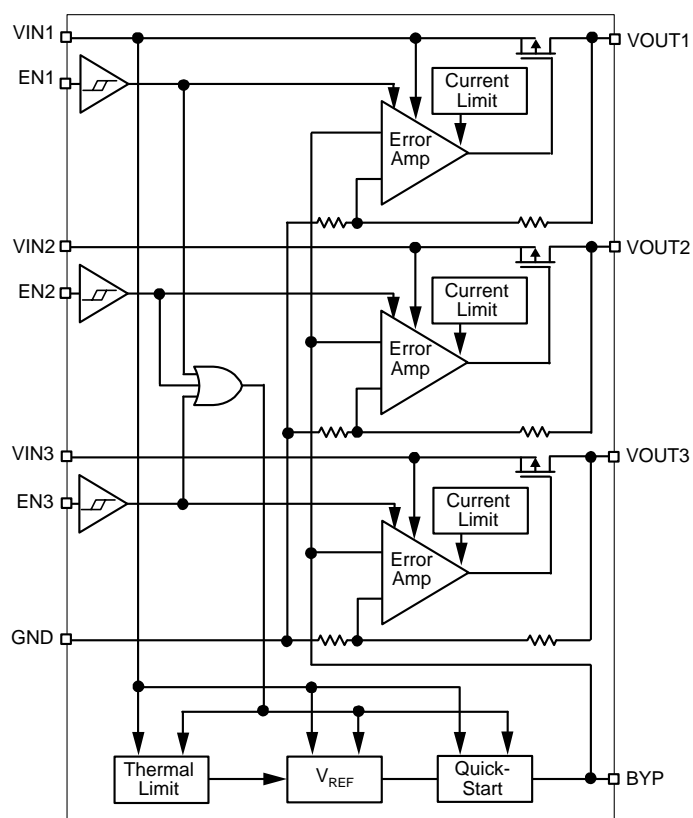 VIN1
VOUT1
EN1
Current
Limit
Error
Amp
VIN2
VOUT2
EN2
Current
Limit
Error
Amp
VIN3
VOUT3
EN3
Current
Limit
Error
Amp
GND
Thermal
Limit
VREF
Quick-
Start
BYP